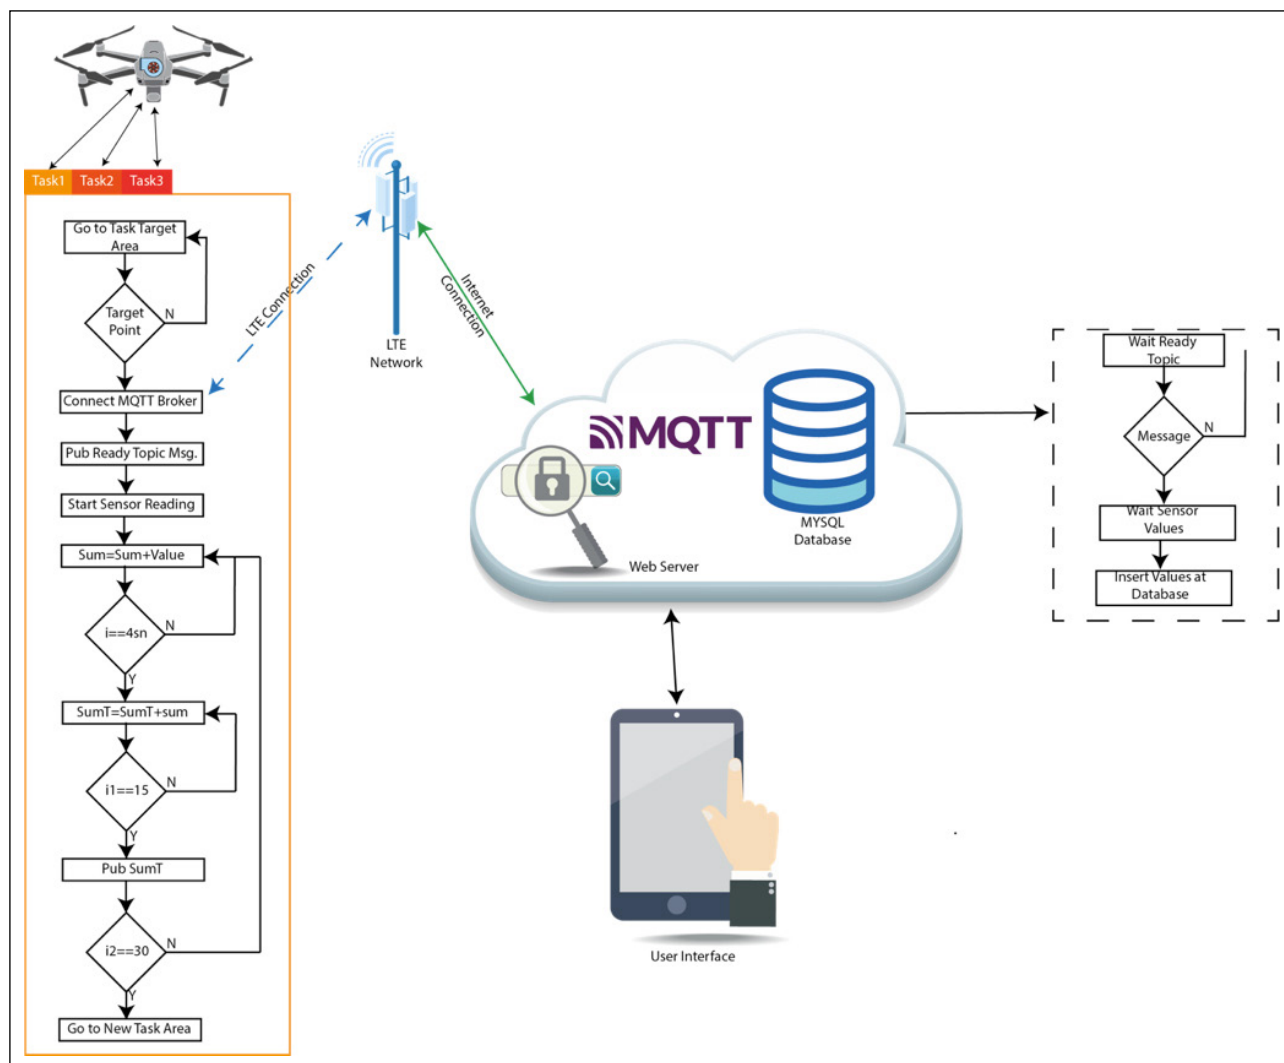 Task1
Task2
Task3
Go to Task Target
Area
Target
Point
N
Connect MQTT Broker
Pub Ready Topic Msg.
Start Sensor Reading
Sum=Sum+Value
i==4sn
N
Y
SumT=SumT+sum
i1==15
N
Y
Pub SumT
i2==30
N
Y
Go to New Task Area
LTE Connection
LTE
Network
Internet
Connection
MQTT
MYSQL
Database
Web Server
User Interface
Wait Ready
Topic
Message
N
Wait Sensor
Values
Insert Values at
Database